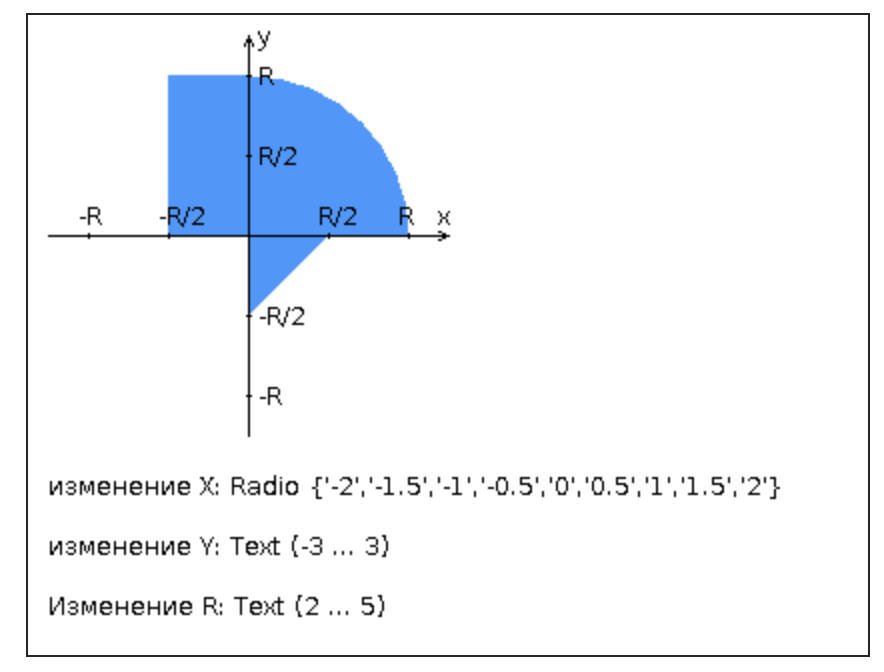 y
R
R/2
-R -R/2 R/2 R x
-R/2
-R
изменение X: Radio {'-2','-1.5','-1','-0.5','0','0.5','1','1.5','2'}
изменение Y: Text (-3 ... 3)
Изменение R: Text (2 ... 5)